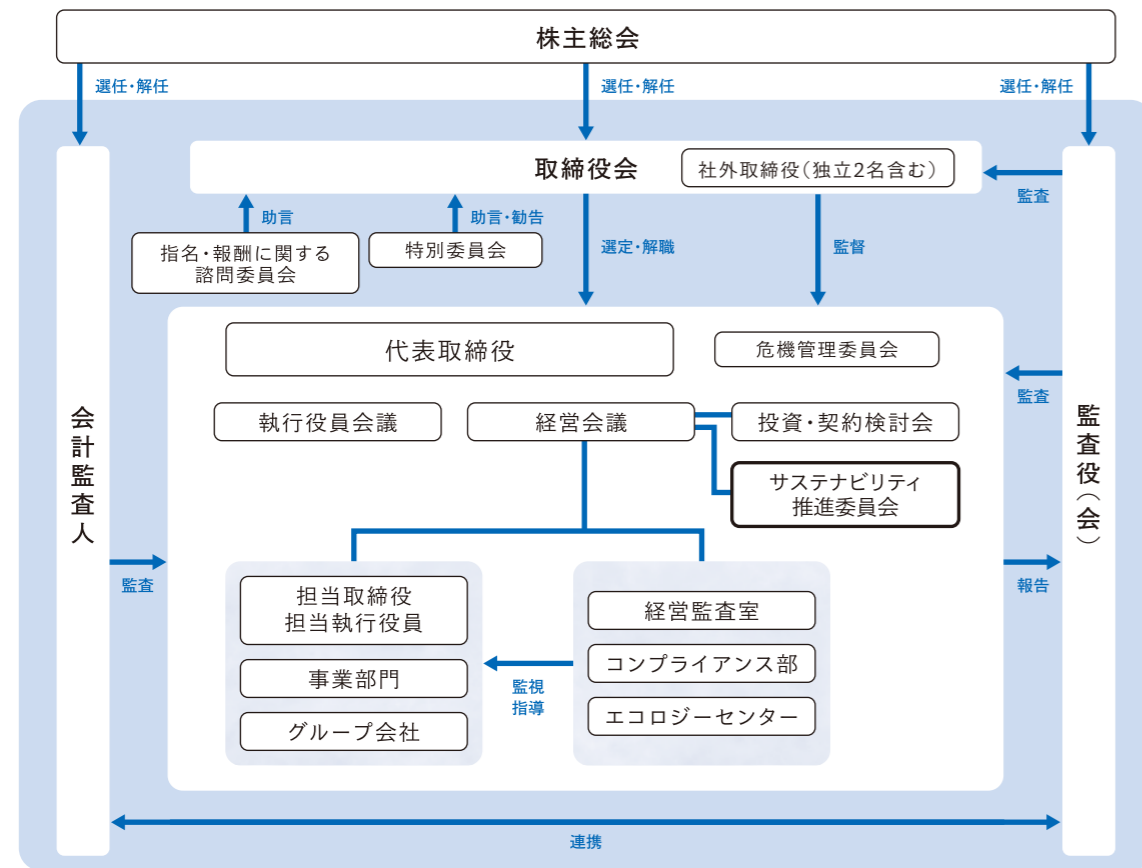 株主総会
選任・解任
選任・解任
選任・解任
取締役会
社外取締役(独立2名含む)
監査
助言
助言・勧告
選定・解職
監督
指名・報酬に関する
諮問委員会
特別委員会
代表取締役
危機管理委員会
監査
執行役員会議
経営会議
投資・契約検討会
サステナビリティ
推進委員会
会計監査人
監査役(会)
監査
報告
担当取締役
担当執行役員
事業部門
グループ会社
監視
指導
経営監査室
コンプライアンス部
エコロジーセンター
連携